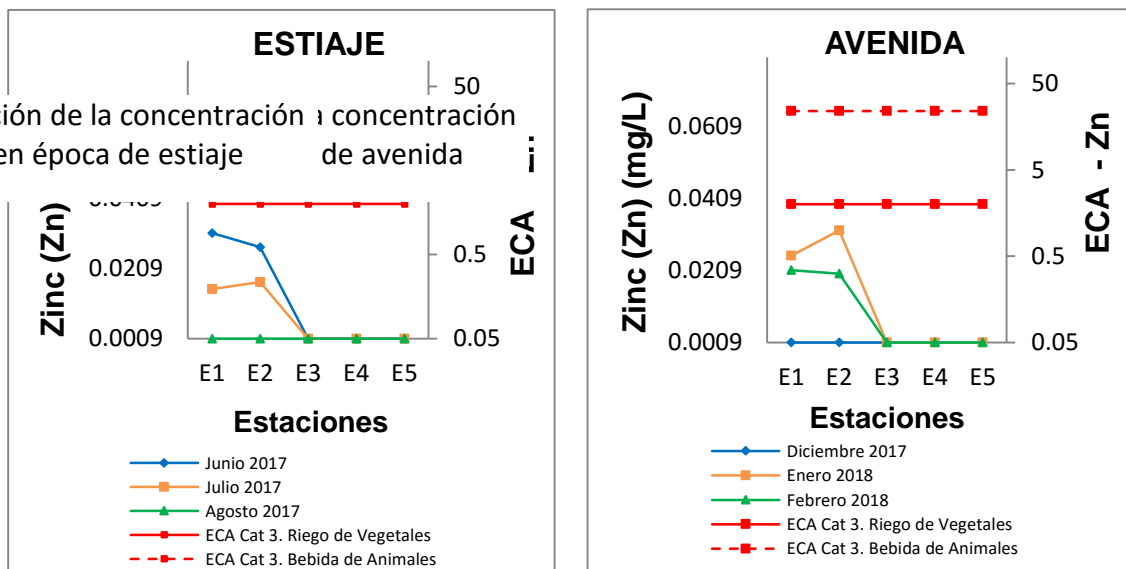 ESTIAJE
50
ción de la concentración
a concentración
en época de estiaje
de avenida
Zinc (Zn)
0.0209
0.0009
ECA
0.5
0.05
E1 E2 E3 E4 E5
Estaciones
Junio 2017
Julio 2017
Agosto 2017
ECA Cat 3. Riego de Vegetales
ECA Cat 3. Bebida de Animales
AVENIDA
Zinc (Zn) (mg/L)
0.0609
0.0409
0.0209
0.0009
50
5
0.5
0.05
ECA - Zn
E1 E2 E3 E4 E5
Estaciones
Diciembre 2017
Enero 2018
Febrero 2018
ECA Cat 3. Riego de Vegetales
ECA Cat 3. Bebida de Animales